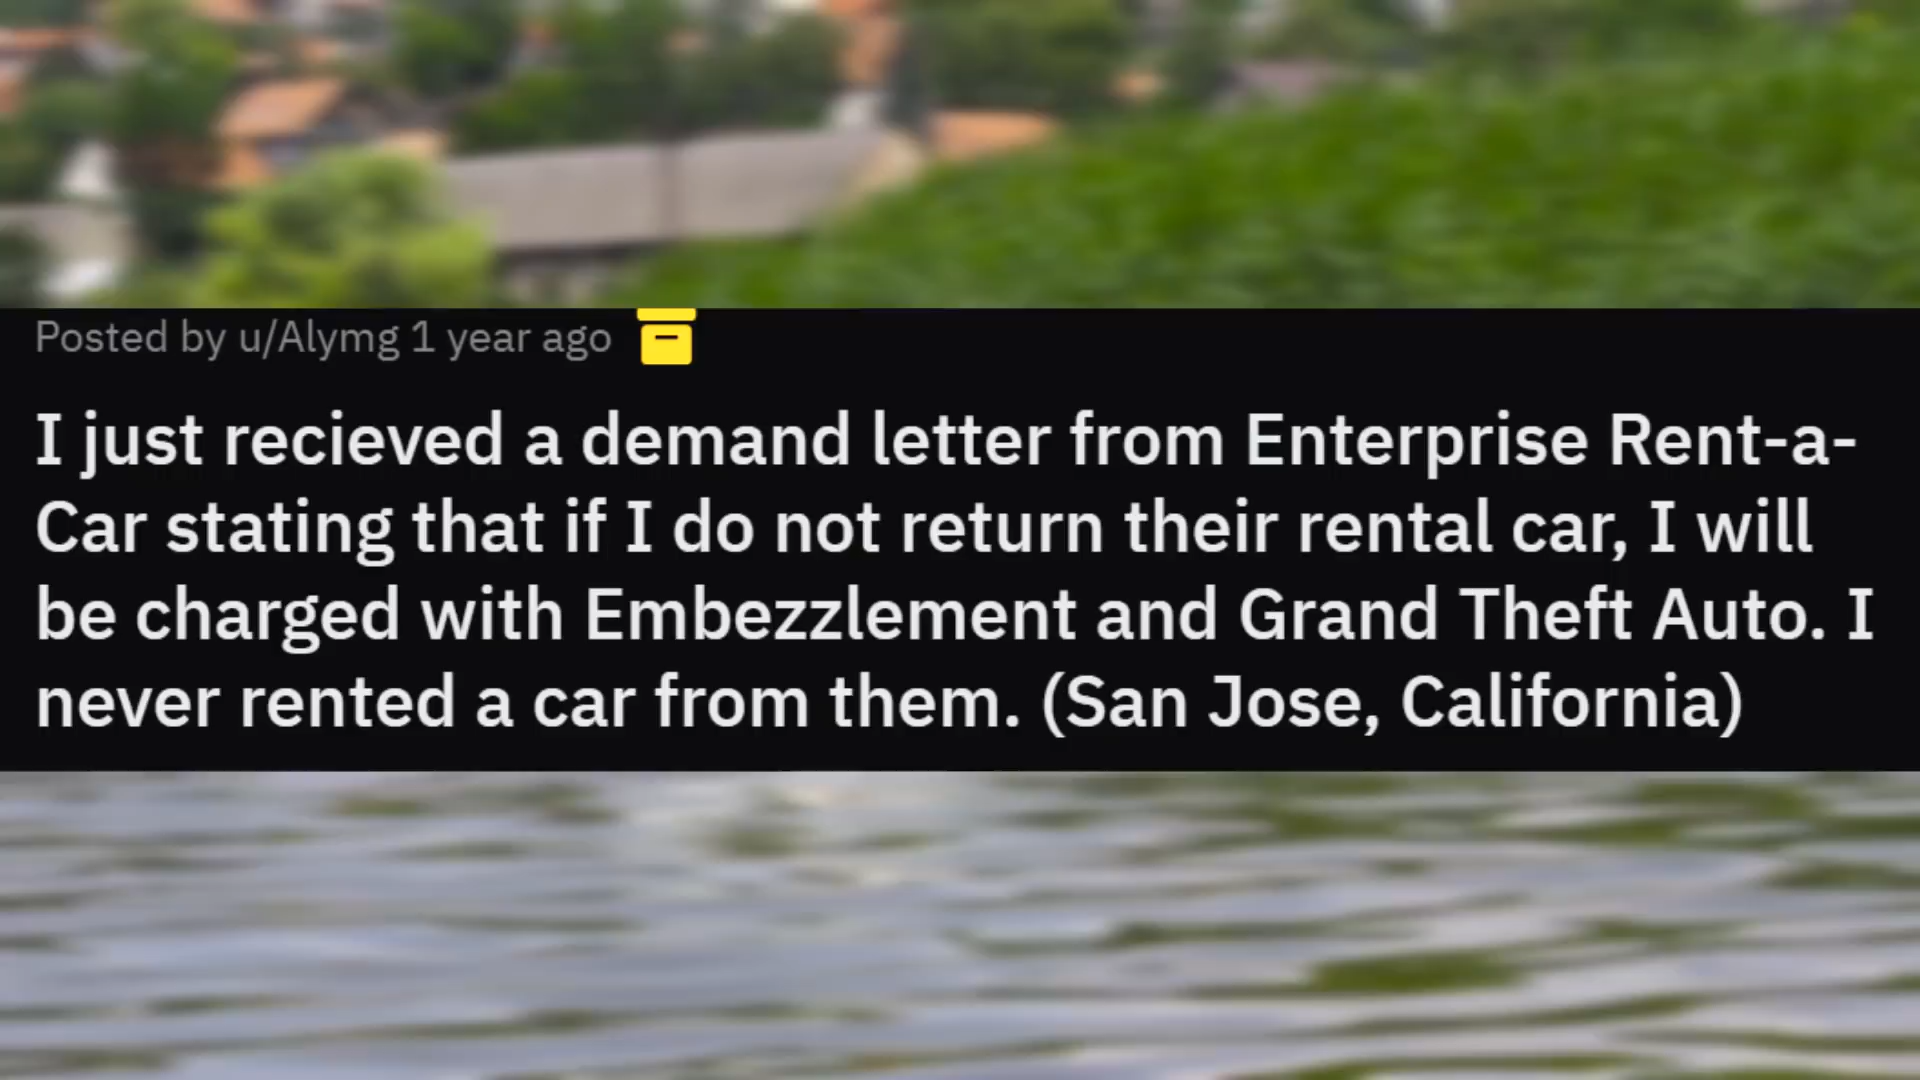 Posted by u/Alymg 1 year ago
I just recieved a demand letter from Enterprise Rent-a-
Car stating that if I do not return their rental car, I will
be charged with Embezzlement and Grand Theft Auto. I
never rented a car from them. (San Jose, California)